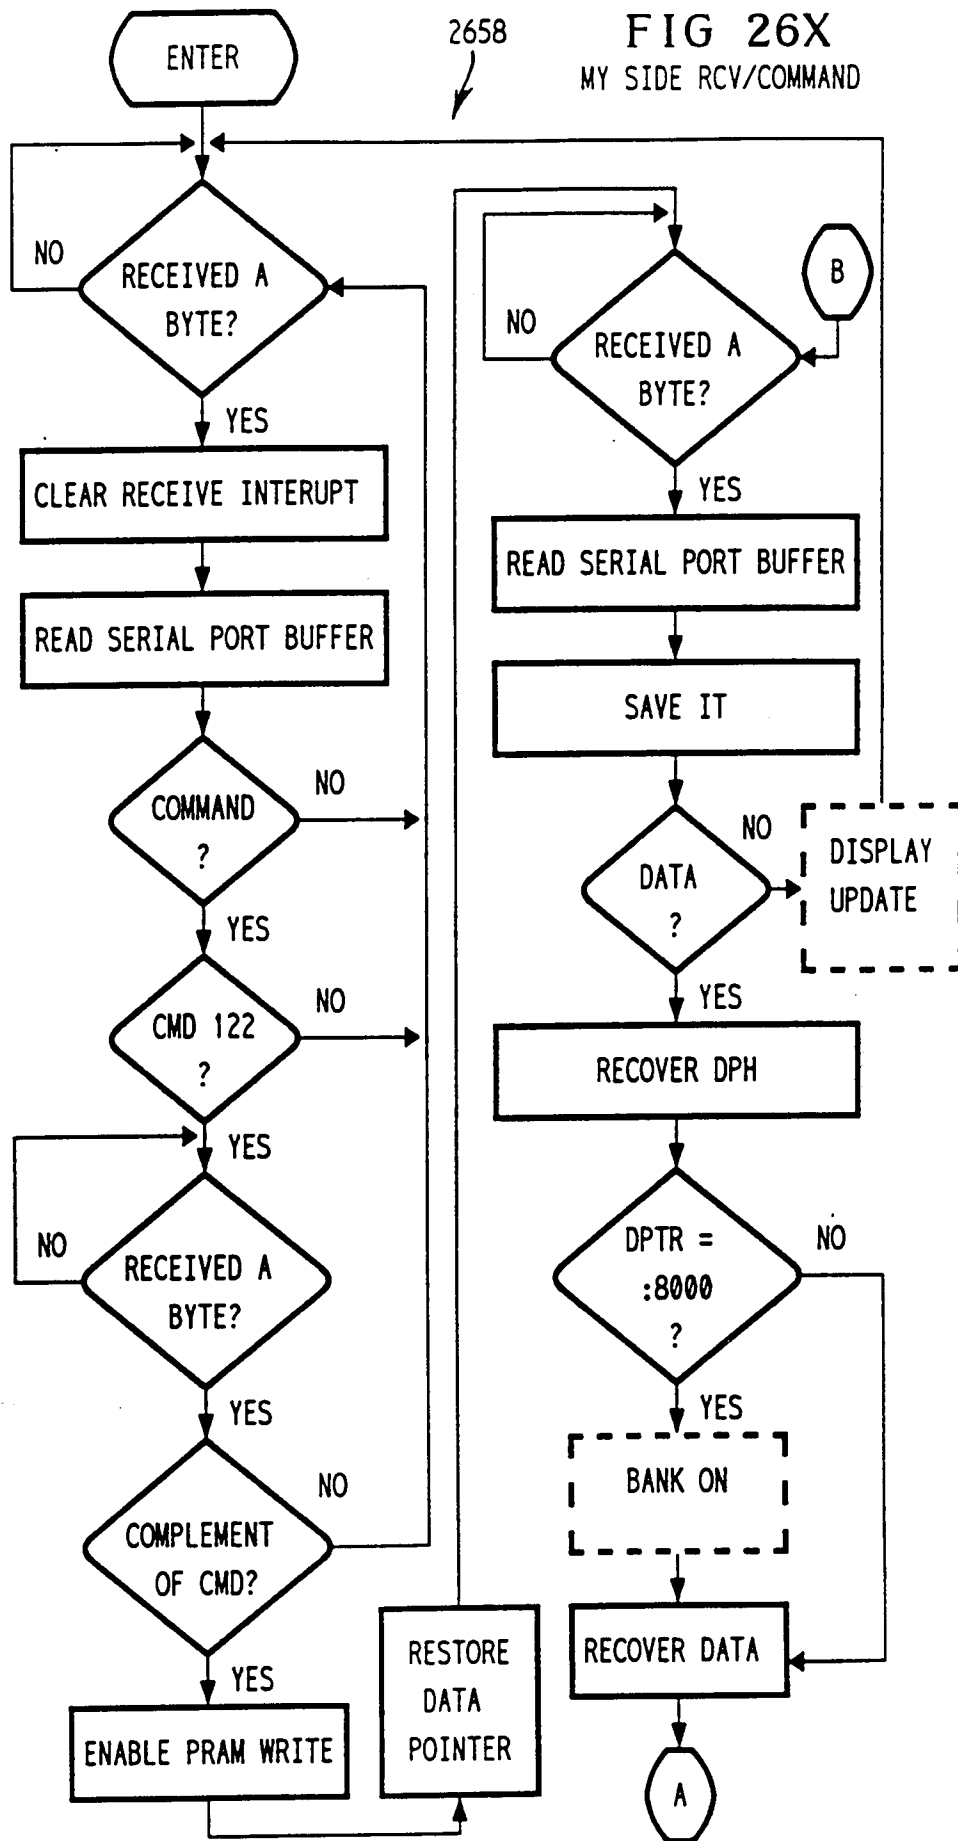 FIG 26X
MY SIDE RCV/COMMAND
2658
ENTER
NO
RECEIVED A
BYTE?
YES
CLEAR RECEIVE INTERUPT
READ SERIAL PORT BUFFER
COMMAND
?
NO
YES
CMD 122
?
NO
YES
NO
RECEIVED A
BYTE?
YES
COMPLEMENT
OF CMD?
NO
YES
ENABLE PRAM WRITE
RESTORE
DATA
POINTER
B
NO
RECEIVED A
BYTE?
YES
READ SERIAL PORT BUFFER
SAVE IT
DATA
?
NO
DISPLAY
UPDATE
YES
RECOVER DPH
DPTR =
:8000
?
NO
YES
BANK ON
RECOVER DATA
A